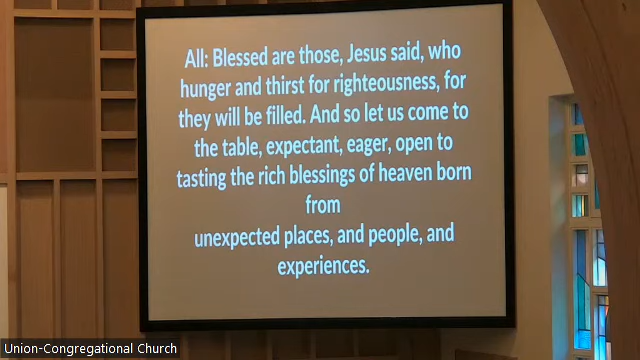 All: Blessed are those, Jesus said, who
hunger and thirst for righteousness, for
they will be filled. And so let us come to
the table, expectant, eager, open to
tasting the rich blessings of heaven born
from
unexpected places, and people, and
experiences.
Union-Congregational Church